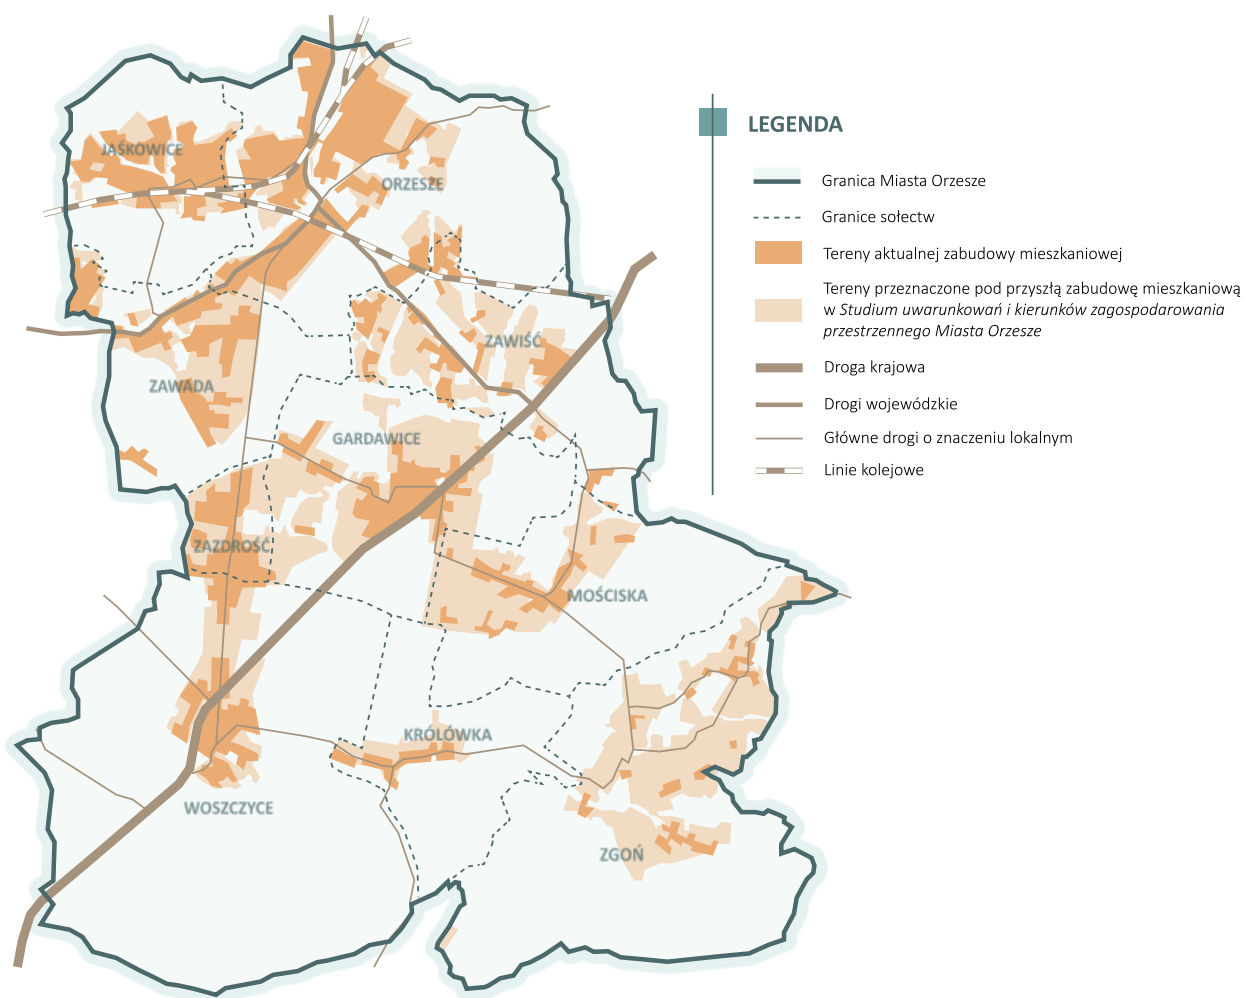 JAŚKOWICE
ORZESZE
ZAWIŚĆ
ZAWADA
GARDAWICE
ZAZDROŚĆ
MOŚCISKA
KRÓLÓWKA
WOSZCZYCE
ZGOŃ
LEGENDA
Granica Miasta Orzesze
Granice sołectw
Tereny aktualnej zabudowy mieszkaniowej
Tereny przeznaczone pod przyszłą zabudowę mieszkaniową
w Studium uwarunkowań i kierunków zagospodarowania
przestrzennego Miasta Orzesze
Droga krajowa
Drogi wojewódzkie
Główne drogi o znaczeniu lokalnym
Linie kolejowe